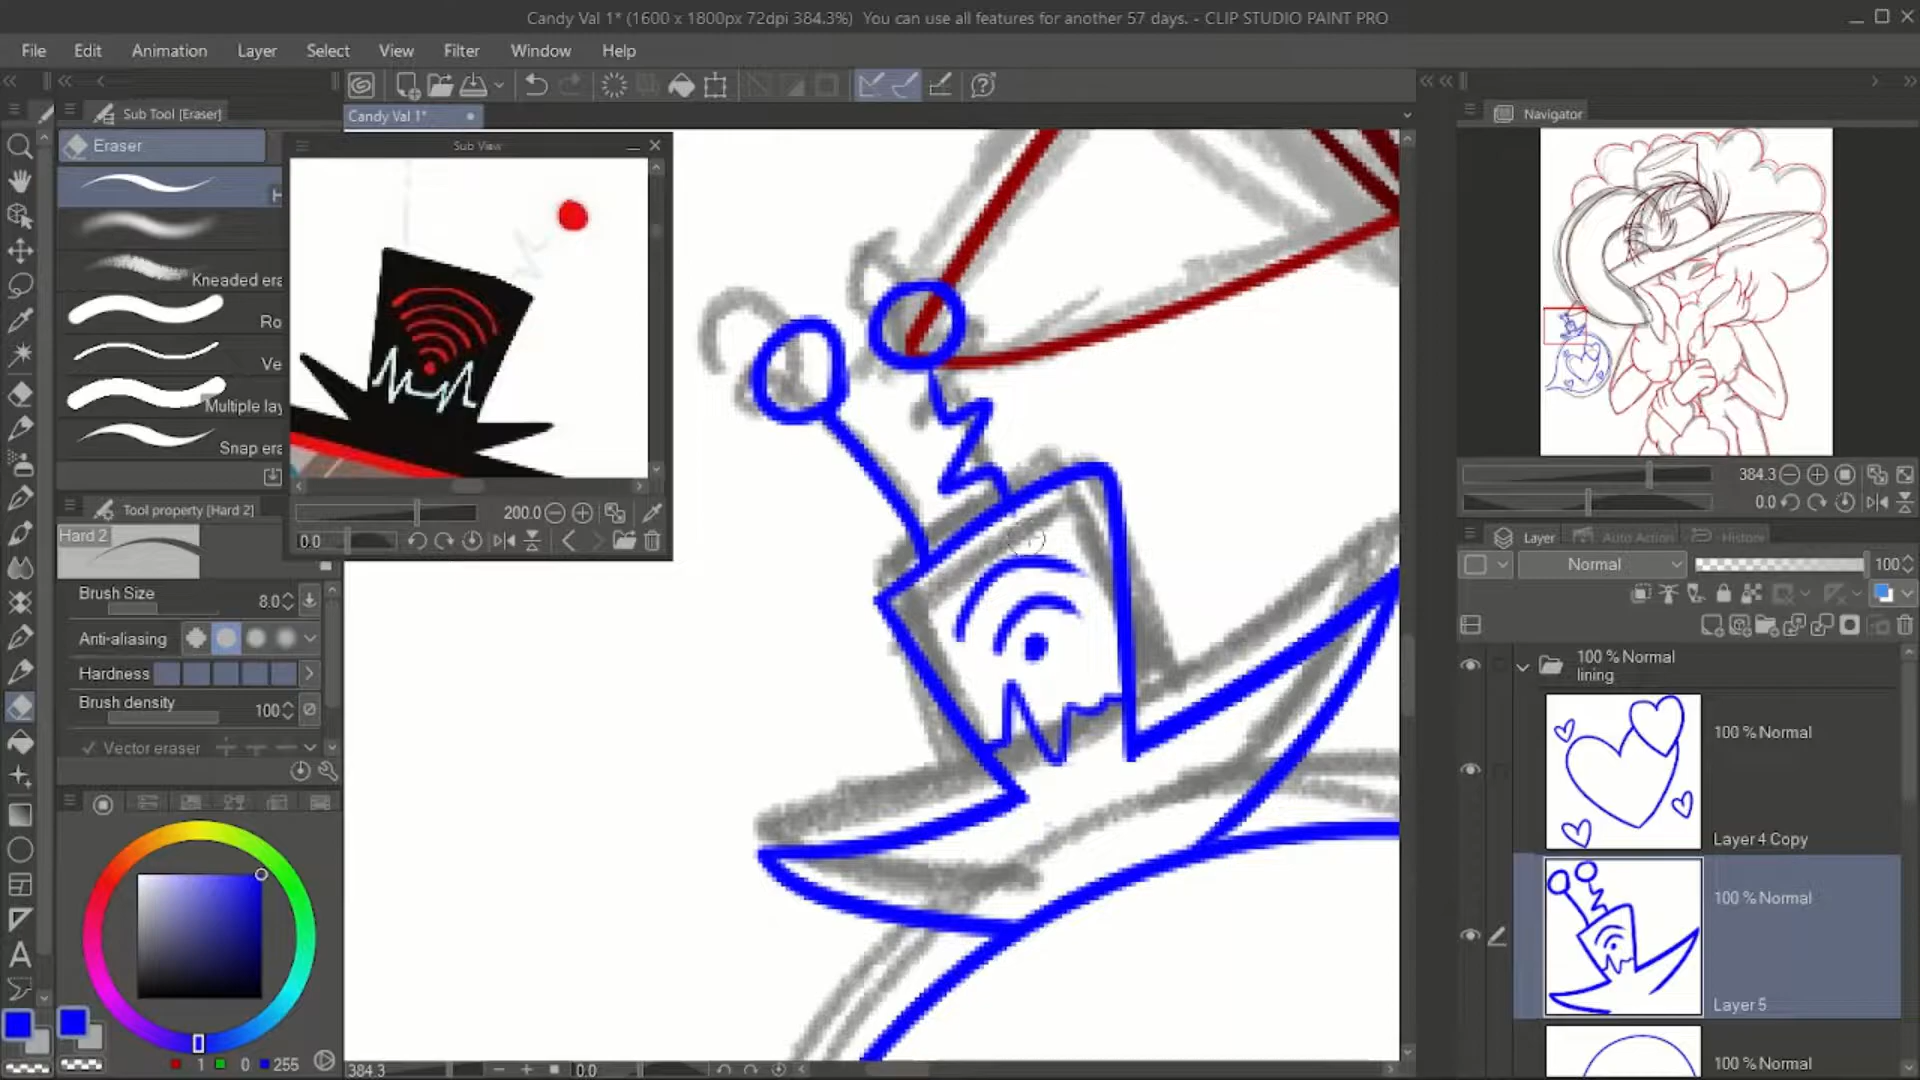 Candy Val 1* (1600 x 1800px 72dpi 384.3%)  You can use all features for another 57 days. - CLIP STUDIO PAINT PRO
File Edit Animation Layer Select View Filter Window Help
Sub Tool [Eraser]
Candy Val 1*
Navigator
Eraser
Sub View
H
Kneaded era
Ro
Ve
Multiple lay
Snap era
384.3
0.0
200.0
0.0
Tool property [Hard 2]
Hard 2
Layer
Auto Action
History
Normal
100
Brush Size
8.0
Anti-aliasing
Hardness
Brush density
100
Vector eraser
100 % Normal
lining
100 % Normal
Layer 4 Copy
100 % Normal
Layer 5
100 % Normal
1 0 255
384.3
0.0